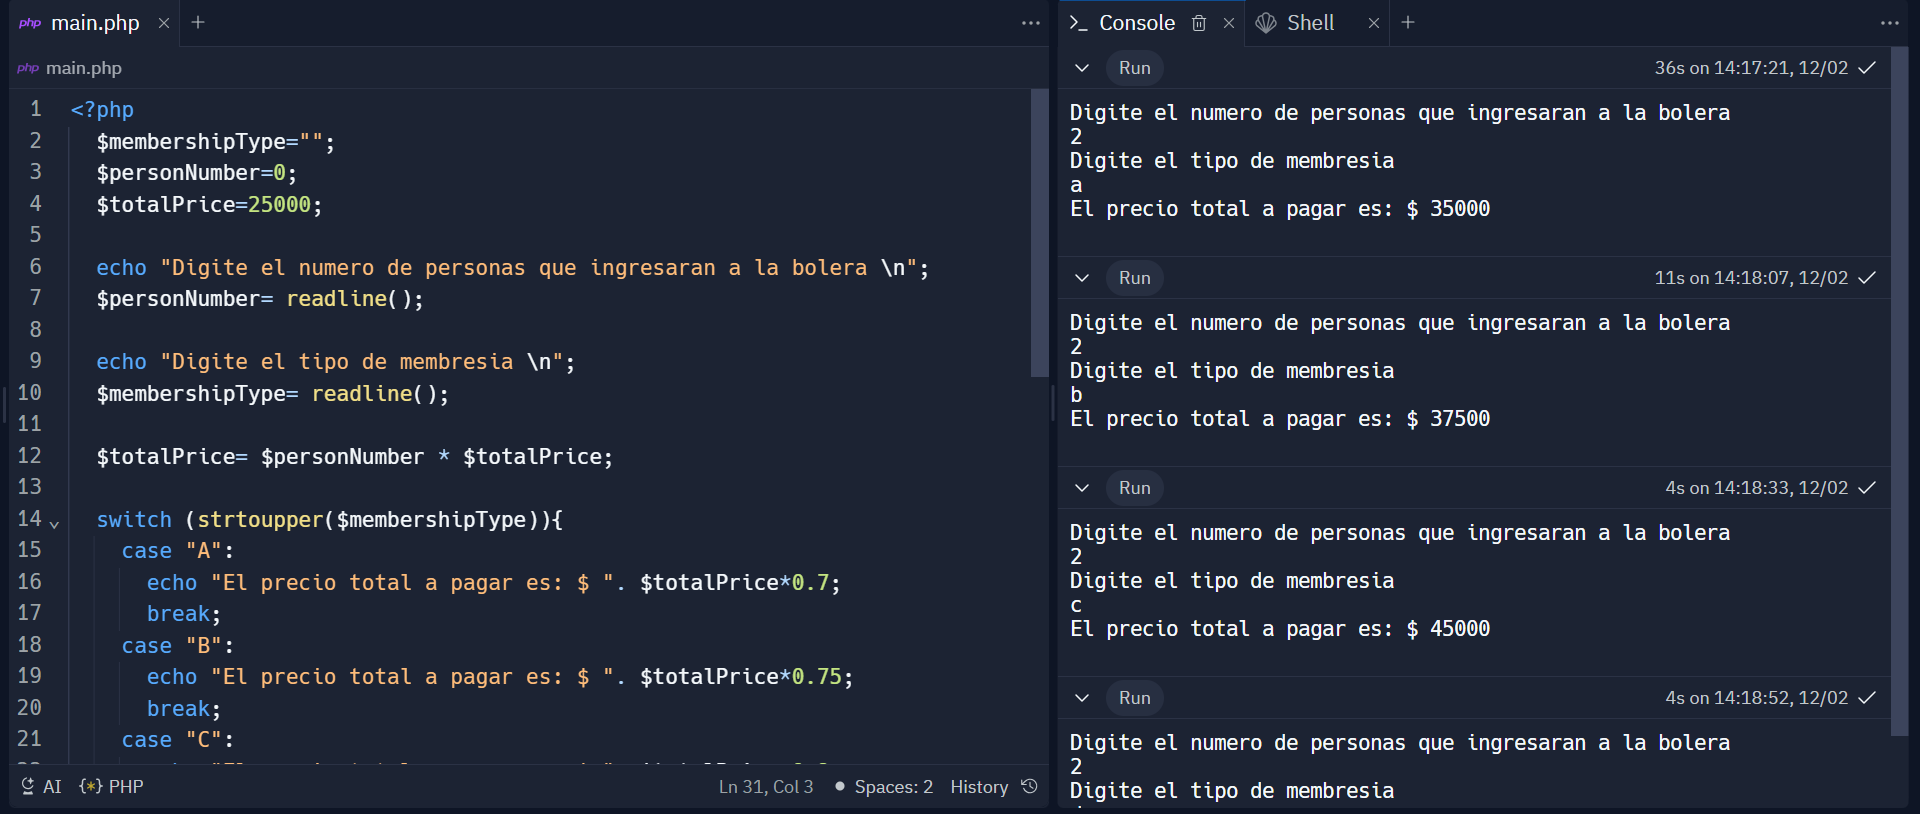 php main.php
php main.php
1 <?php
2 $membershipType="";
3 $personNumber=0;
4 $totalPrice=25000;
5
6 echo "Digite el numero de personas que ingresaran a la bolera \n";
7 $personNumber= readline();
8
9 echo "Digite el tipo de membresia \n";
10 $membershipType= readline();
11
12 $totalPrice= $personNumber * $totalPrice;
13
14 switch (strtoupper($membershipType)){
15 case "A":
16 echo "El precio total a pagar es: $ ". $totalPrice*0.7;
17 break;
18 case "B":
19 echo "El precio total a pagar es: $ ". $totalPrice*0.75;
20 break;
21 case "C":
AI {*} PHP Ln 31, Col 3 Spaces: 2 History
Console Shell
Run 36s on 14:17:21, 12/02
Digite el numero de personas que ingresaran a la bolera
2
Digite el tipo de membresia
a
El precio total a pagar es: $ 35000
Run 11s on 14:18:07, 12/02
Digite el numero de personas que ingresaran a la bolera
2
Digite el tipo de membresia
b
El precio total a pagar es: $ 37500
Run 4s on 14:18:33, 12/02
Digite el numero de personas que ingresaran a la bolera
2
Digite el tipo de membresia
c
El precio total a pagar es: $ 45000
Run 4s on 14:18:52, 12/02
Digite el numero de personas que ingresaran a la bolera
2
Digite el tipo de membresia